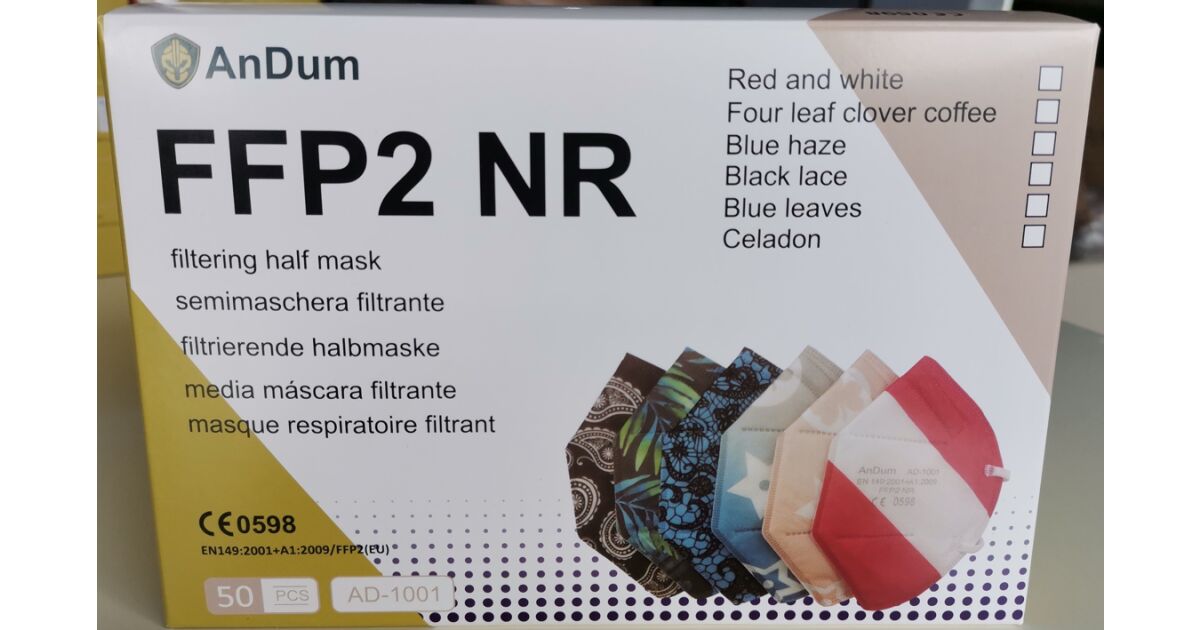 AnDum
FFP2 NR
filtering half mask
semimaschera filtrante
filtrierende halbmaske
media máscara filtrante
masque respiratoire filtrant
CE0598
EN149:2001+A1:2009/FFP2(EU)
50 PCS
AD-1001
Red and white
Four leaf clover coffee
Blue haze
Black lace
Blue leaves
Celadon
AnDum AD-1001
EN 149:2001+A1:2009
FFP2 NR
CE 0598
CE 0598